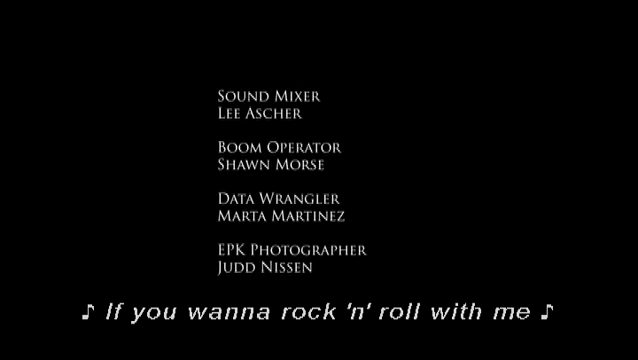 Sound Mixer
Lee Ascher
Boom Operator
Shawn Morse
Data Wrangler
Marta Martinez
EPK Photographer
Judd Nissen
♪ If you wanna rock 'n' roll with me ♪